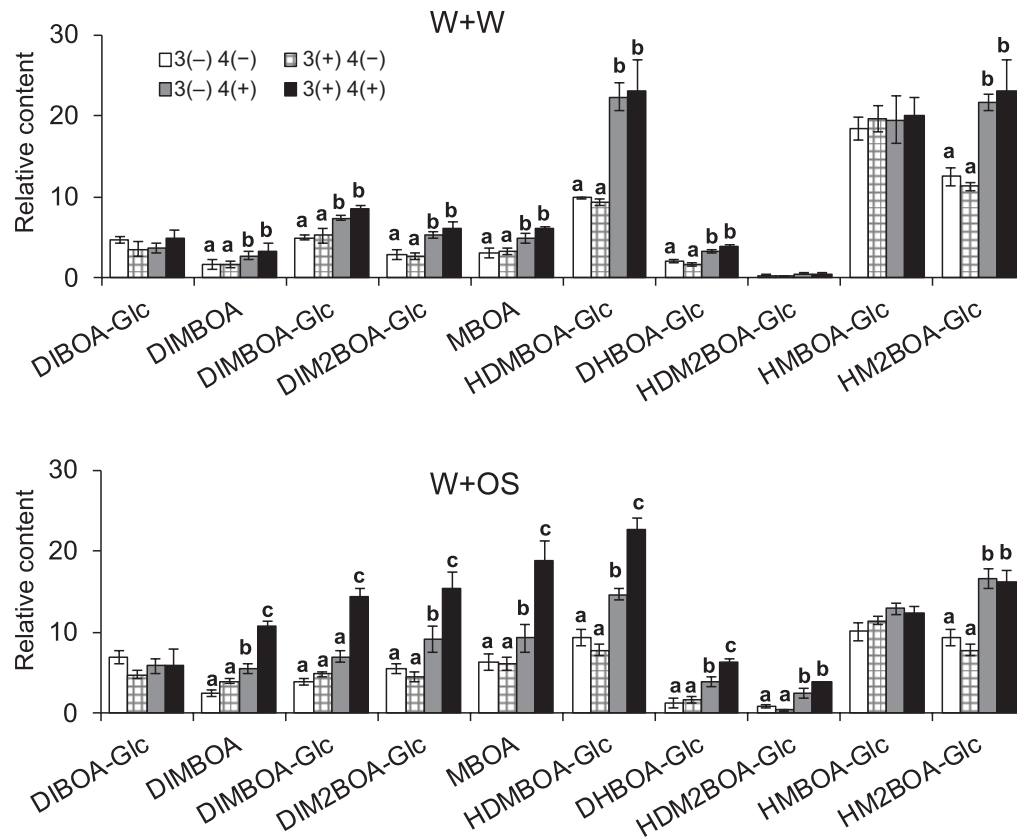 W+W
30
20
10
0
Relative content
3(−) 4(−) 3(+) 4(−)
3(−) 4(+) 3(+) 4(+)
a a b b
a a b b
a a b b
a a b b
a a b b
a a b b
a a b b
DIBOA-Glc
DIMBOA
DIMBOA-Glc
DIM2BOA-Glc
MBOA
HDMBOA-Glc
DHBOA-Glc
HDM2BOA-Glc
HMBOA-Glc
HM2BOA-Glc
W+OS
30
20
10
0
Relative content
a a b c
a a a c
a a b c
a a b c
a a b c
a a b c
a a b b
a a b b
DIBOA-Glc
DIMBOA
DIMBOA-Glc
DIM2BOA-Glc
MBOA
HDMBOA-Glc
DHBOA-Glc
HDM2BOA-Glc
HMBOA-Glc
HM2BOA-Glc